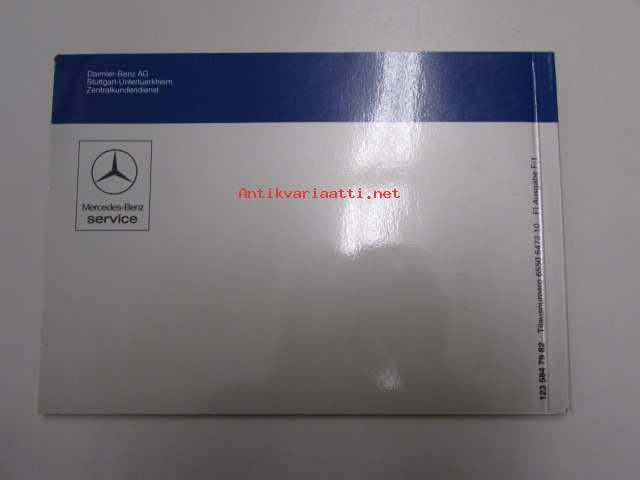 Daimler-Benz AG
Stuttgart-Untertuerkheim
Zentralkundendienst
Mercedes-Benz
service
Antikvariaatti.net
123 584 79 82 Tilausnumero 6550 5472 10 FI Ausgabe F/1